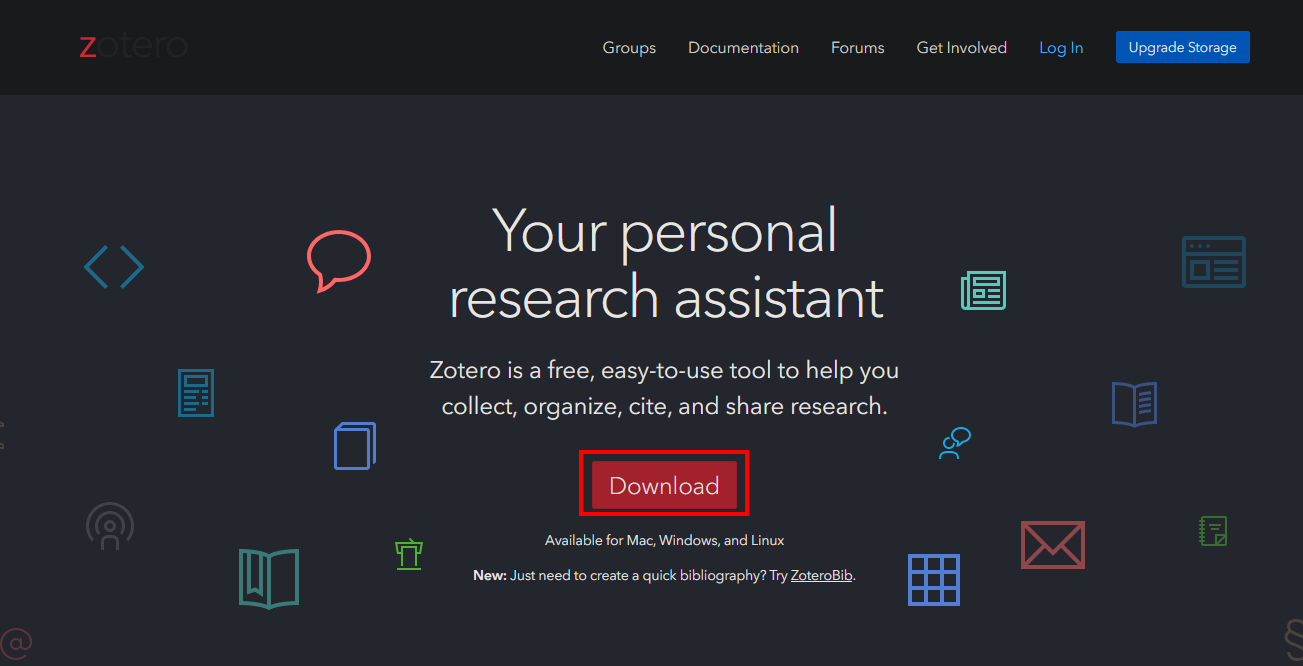 zotero
Groups Documentation Forums Get Involved Log In Upgrade Storage
Your personal
research assistant
Zotero is a free, easy-to-use tool to help you
collect, organize, cite, and share research.
Download
Available for Mac, Windows, and Linux
New: Just need to create a quick bibliography? Try ZoteroBib.
@
§